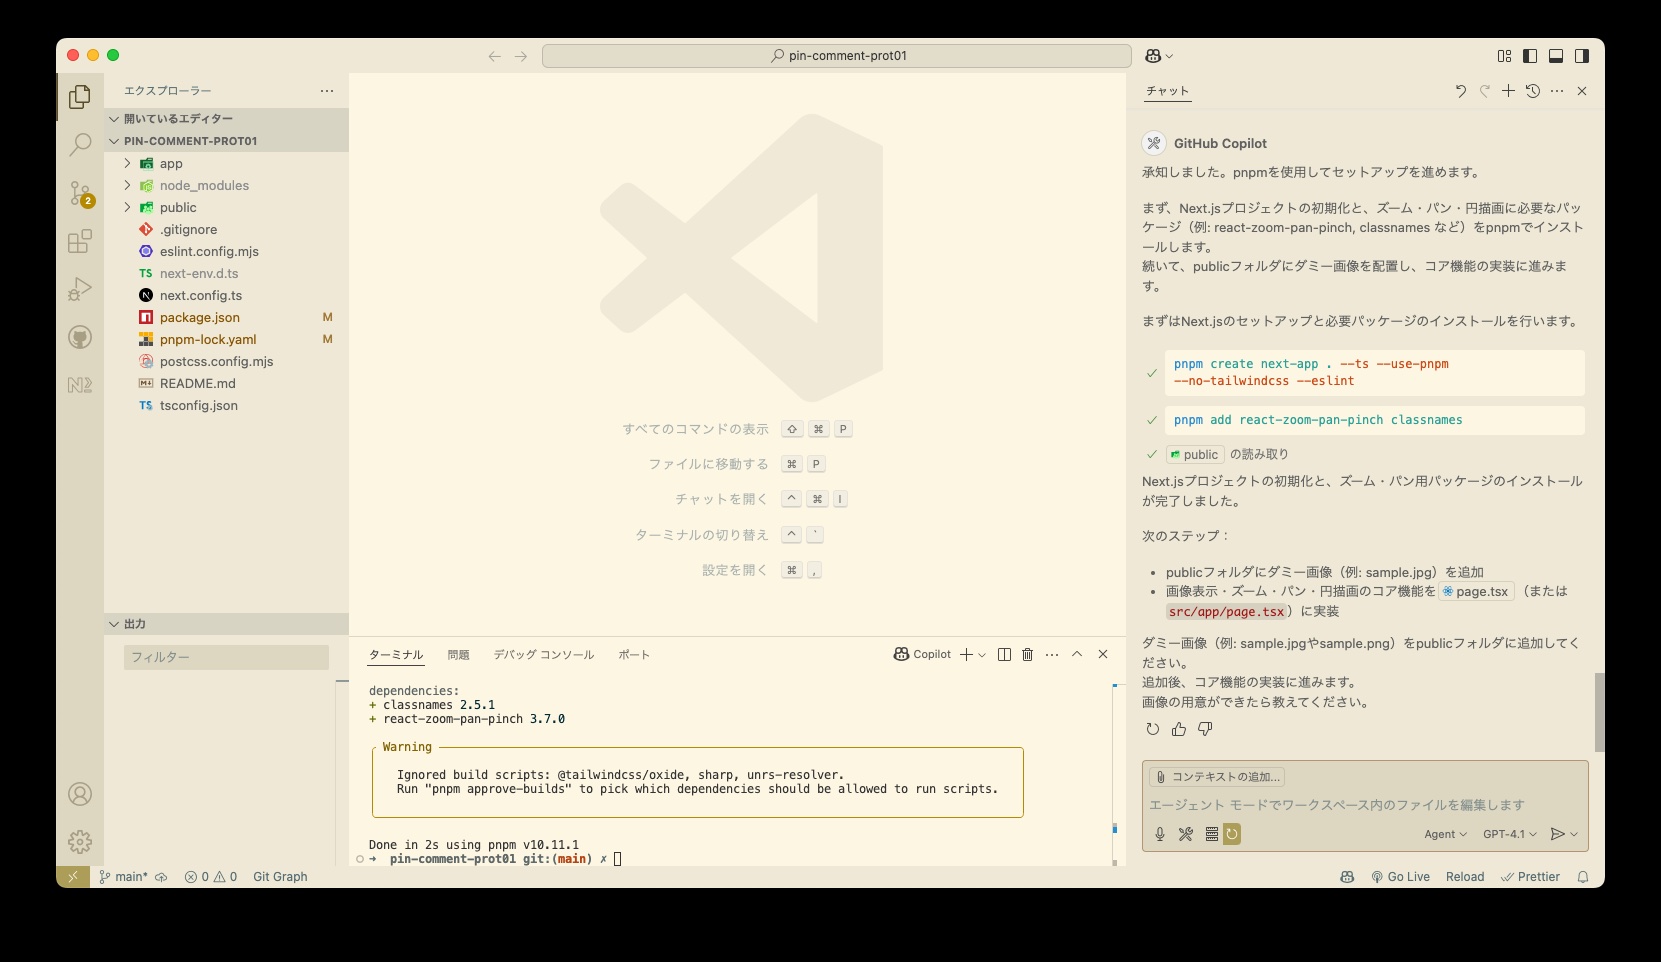 pin-comment-prot01
エクスプローラー
開いているエディター
PIN-COMMENT-PROT01
app
node_modules
public
.gitignore
eslint.config.mjs
TS next-env.d.ts
N next.config.ts
package.json M
pnpm-lock.yaml M
postcss.config.mjs
README.md
TS tsconfig.json
2
出力
フィルター
すべてのコマンドの表示 ⇧ ⌘ P
ファイルに移動する ⌘ P
チャットを開く ^ ⌘ I
ターミナルの切り替え ^ `
設定を開く ⌘ ,
ターミナル 問題 デバッグ コンソール ポート
Copilot
dependencies:
+ classnames 2.5.1
+ react-zoom-pan-pinch 3.7.0
Warning
Ignored build scripts: @tailwindcss/oxide, sharp, unrs-resolver.
Run "pnpm approve-builds" to pick which dependencies should be allowed to run scripts.
Done in 2s using pnpm v10.11.1
➜ pin-comment-prot01 git:(main) ✗
チャット
GitHub Copilot
承知しました。pnpmを使用してセットアップを進めます。
まず、Next.jsプロジェクトの初期化と、ズーム・パン・円描画に必要なパッ
ケージ（例: react-zoom-pan-pinch, classnames など）をpnpmでインスト
ールします。
続いて、publicフォルダにダミー画像を配置し、コア機能の実装に進みま
す。
まずはNext.jsのセットアップと必要パッケージのインストールを行います。
pnpm create next-app . --ts --use-pnpm
--no-tailwindcss --eslint
pnpm add react-zoom-pan-pinch classnames
public の読み取り
Next.jsプロジェクトの初期化と、ズーム・パン用パッケージのインストール
が完了しました。
次のステップ：
• publicフォルダにダミー画像（例: sample.jpg）を追加
• 画像表示・ズーム・パン・円描画のコア機能を page.tsx （または
src/app/page.tsx）に実装
ダミー画像（例: sample.jpgやsample.png）をpublicフォルダに追加してく
ださい。
追加後、コア機能の実装に進みます。
画像の用意ができたら教えてください。
コンテキストの追加...
エージェント モードでワークスペース内のファイルを編集します
Agent GPT-4.1
main* 0 0 Git Graph
Go Live Reload Prettier